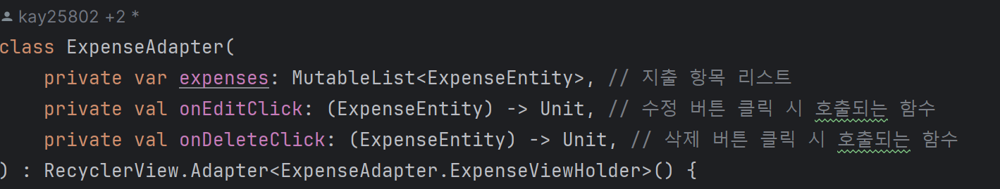 kay25802 +2 *
class ExpenseAdapter(
    private var expenses: MutableList<ExpenseEntity>, // 지출 항목 리스트
    private val onEditClick: (ExpenseEntity) -> Unit, // 수정 버튼 클릭 시 호출되는 함수
    private val onDeleteClick: (ExpenseEntity) -> Unit, // 삭제 버튼 클릭 시 호출되는 함수
) : RecyclerView.Adapter<ExpenseAdapter.ExpenseViewHolder>() {